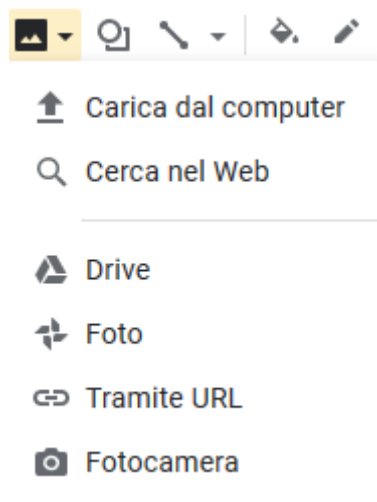 Carica dal computer
Cerca nel Web
Drive
Foto
Tramite URL
Fotocamera